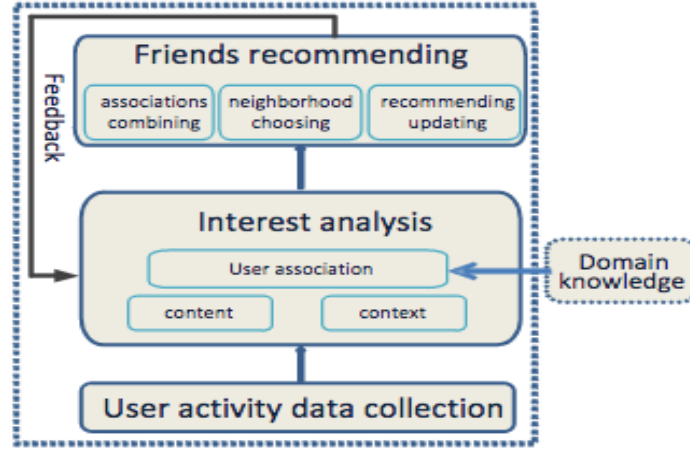 Friends recommending
associations
combining
neighborhood
choosing
recommending
updating
Feedback
Interest analysis
User association
content
context
Domain
knowledge
User activity data collection